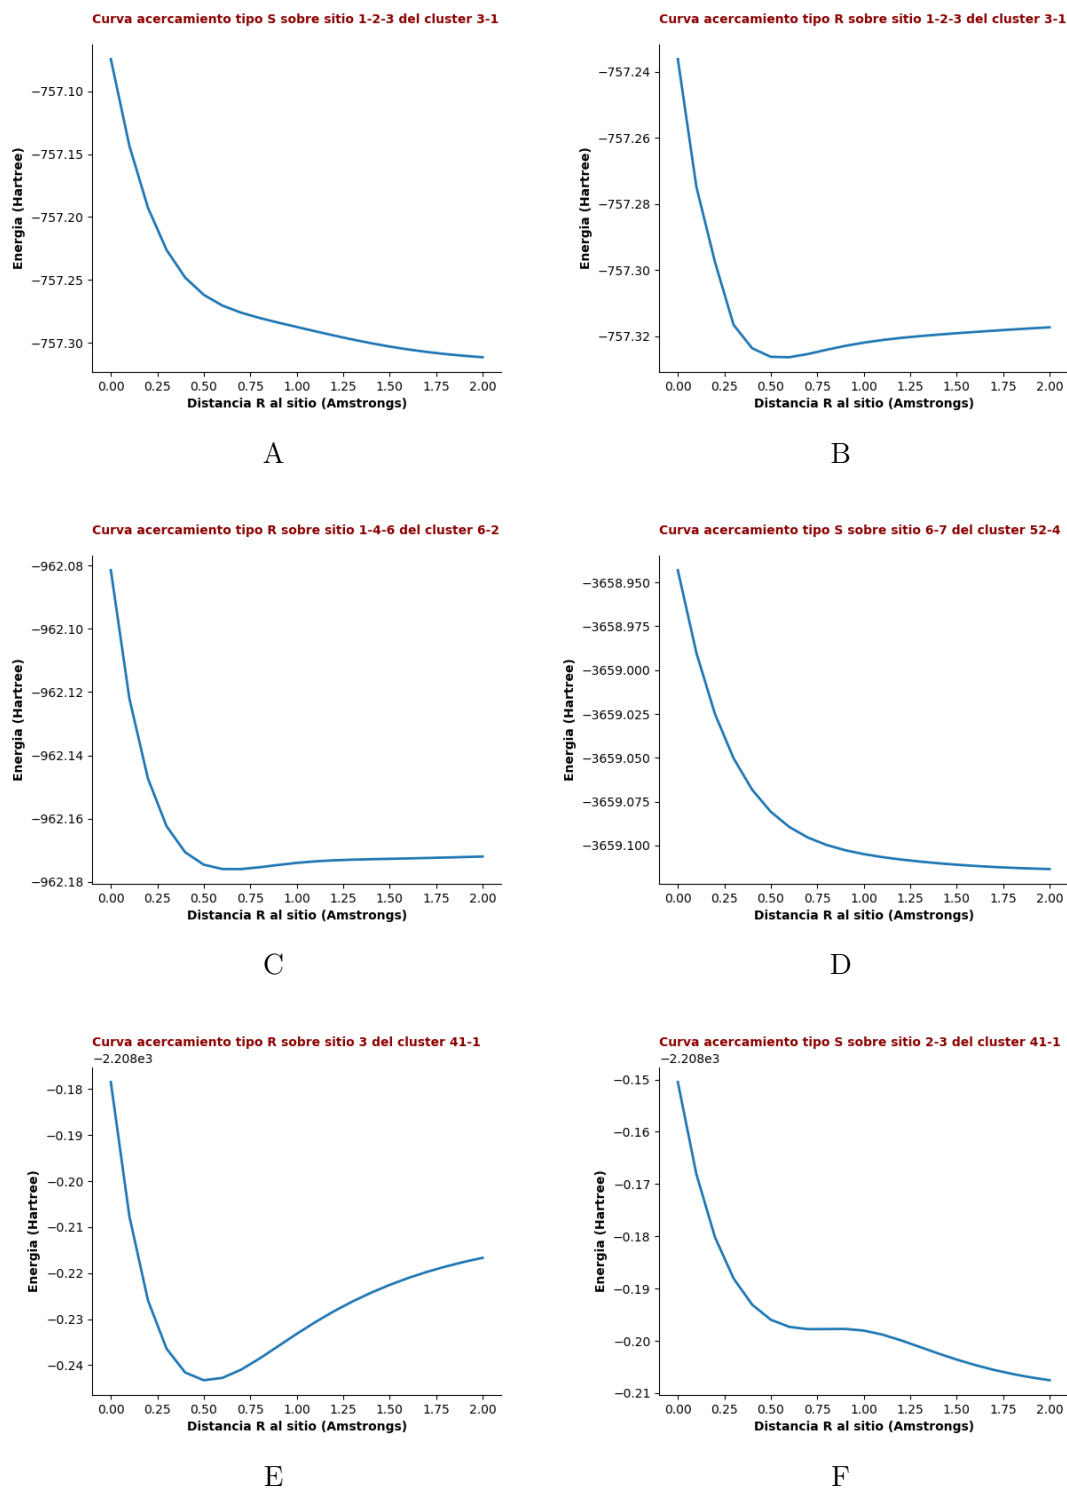 Curva acercamiento tipo S sobre sitio 1-2-3 del cluster 3-1
−757.10
−757.15
−757.20
−757.25
−757.30
Energia (Hartree)
0.00 0.25 0.50 0.75 1.00 1.25 1.50 1.75 2.00
Distancia R al sitio (Amstrongs)
A
Curva acercamiento tipo R sobre sitio 1-2-3 del cluster 3-1
−757.24
−757.26
−757.28
−757.30
−757.32
Energia (Hartree)
0.00 0.25 0.50 0.75 1.00 1.25 1.50 1.75 2.00
Distancia R al sitio (Amstrongs)
B
Curva acercamiento tipo R sobre sitio 1-4-6 del cluster 6-2
−962.08
−962.10
−962.12
−962.14
−962.16
−962.18
Energia (Hartree)
0.00 0.25 0.50 0.75 1.00 1.25 1.50 1.75 2.00
Distancia R al sitio (Amstrongs)
C
Curva acercamiento tipo S sobre sitio 6-7 del cluster 52-4
−3658.950
−3658.975
−3659.000
−3659.025
−3659.050
−3659.075
−3659.100
Energia (Hartree)
0.00 0.25 0.50 0.75 1.00 1.25 1.50 1.75 2.00
Distancia R al sitio (Amstrongs)
D
Curva acercamiento tipo R sobre sitio 3 del cluster 41-1
−2.208e3
−0.18
−0.19
−0.20
−0.21
−0.22
−0.23
−0.24
Energia (Hartree)
0.00 0.25 0.50 0.75 1.00 1.25 1.50 1.75 2.00
Distancia R al sitio (Amstrongs)
E
Curva acercamiento tipo S sobre sitio 2-3 del cluster 41-1
−2.208e3
−0.15
−0.16
−0.17
−0.18
−0.19
−0.20
−0.21
Energia (Hartree)
0.00 0.25 0.50 0.75 1.00 1.25 1.50 1.75 2.00
Distancia R al sitio (Amstrongs)
F